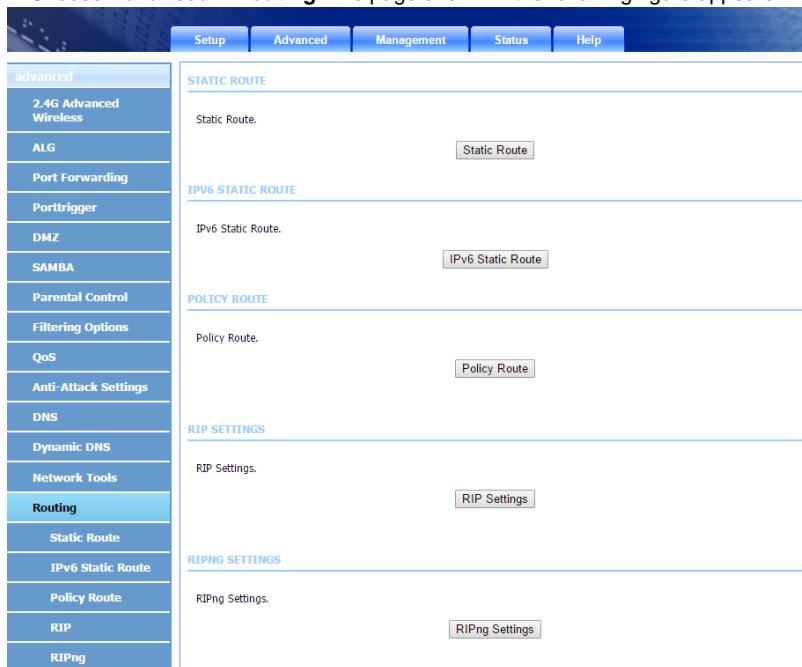 Setup Advanced Management Status Help
advanced
2.4G Advanced
Wireless
ALG
Port Forwarding
Porttrigger
DMZ
SAMBA
Parental Control
Filtering Options
QoS
Anti-Attack Settings
DNS
Dynamic DNS
Network Tools
Routing
Static Route
IPv6 Static Route
Policy Route
RIP
RIPng
STATIC ROUTE
Static Route.
Static Route
IPV6 STATIC ROUTE
IPv6 Static Route.
IPv6 Static Route
POLICY ROUTE
Policy Route.
Policy Route
RIP SETTINGS
RIP Settings.
RIP Settings
RIPNG SETTINGS
RIPng Settings.
RIPng Settings